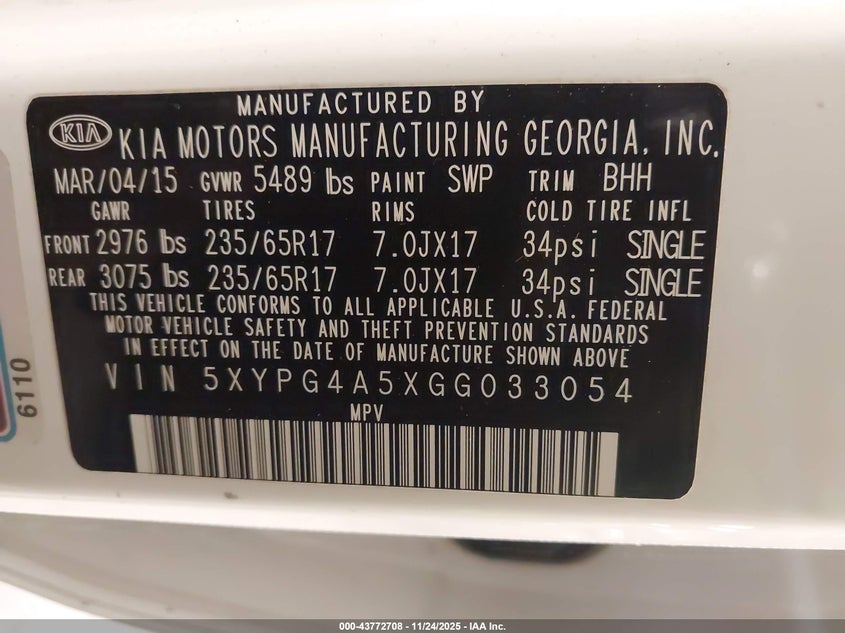 MANUFACTURED BY
KIA KIA MOTORS MANUFACTURING GEORGIA, INC.
MAR/04/15 GVWR 5489 lbs PAINT SWP TRIM BHH
GAWR TIRES RIMS COLD TIRE INFL
FRONT 2976 lbs 235/65R17 7.0JX17 34psi SINGLE
REAR 3075 lbs 235/65R17 7.0JX17 34psi SINGLE
THIS VEHICLE CONFORMS TO ALL APPLICABLE U.S.A. FEDERAL
MOTOR VEHICLE SAFETY AND THEFT PREVENTION STANDARDS
IN EFFECT ON THE DATE OF MANUFACTURE SHOWN ABOVE
VIN 5XYPG4A5XGG033054
MPV
6110
000-43772708 - 11/24/2025 - IAA Inc.